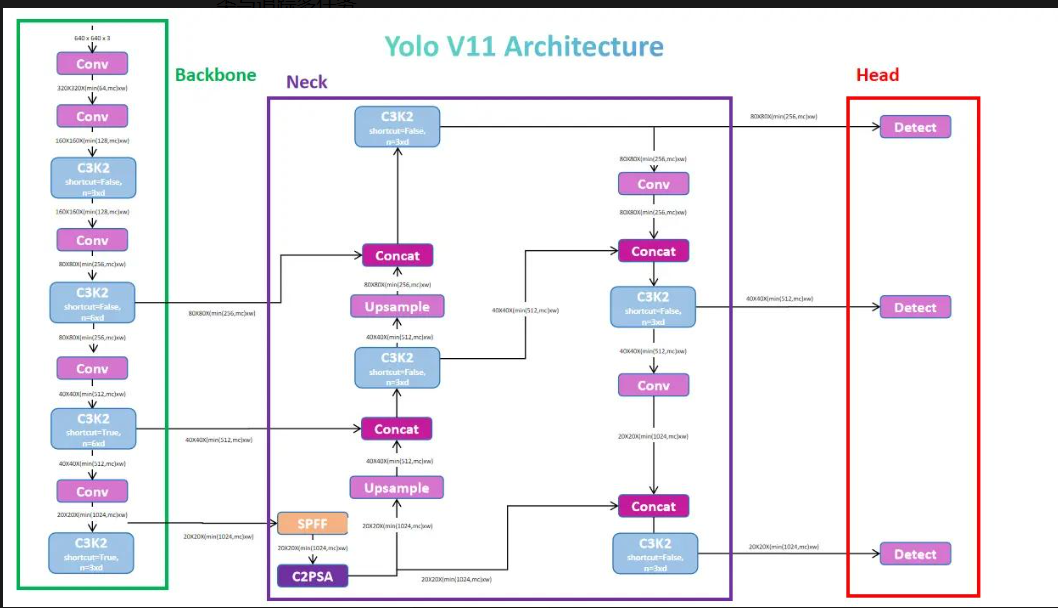 Yolo V11 Architecture
Backbone
640 x 640 x 3
Conv
320X320X(min(64,mc)xw)
Conv
160X160X(min(128,mc)xw)
C3K2
shortcut=False,
n=3xd
160X160X(min(128,mc)xw)
Conv
80X80X(min(256,mc)xw)
C3K2
shortcut=False,
n=6xd
80X80X(min(256,mc)xw)
80X80X(min(256,mc)xw)
Conv
40X40X(min(512,mc)xw)
C3K2
shortcut=True,
n=6xd
40X40X(min(512,mc)xw)
40X40X(min(512,mc)xw)
Conv
20X20X(min(1024,mc)xw)
20X20X(min(1024,mc)xw)
C3K2
shortcut=True,
n=3xd
Neck
C3K2
shortcut=False,
n=3xd
Concat
80X80X(min(256,mc)xw)
Upsample
40X40X(min(512,mc)xw)
C3K2
shortcut=False,
n=3xd
40X40X(min(512,mc)xw)
Concat
40X40X(min(512,mc)xw)
Upsample
20X20X(min(1024,mc)xw)
SPFF
20X20X(min(1024,mc)xw)
C2PSA
20X20X(min(1024,mc)xw)
80X80X(min(256,mc)xw)
80X80X(min(256,mc)xw)
Conv
80X80X(min(256,mc)xw)
Concat
C3K2
shortcut=False,
n=3xd
40X40X(min(512,mc)xw)
40X40X(min(512,mc)xw)
Conv
20X20X(min(1024,mc)xw)
Concat
C3K2
shortcut=False,
n=3xd
20X20X(min(1024,mc)xw)
Head
Detect
Detect
Detect